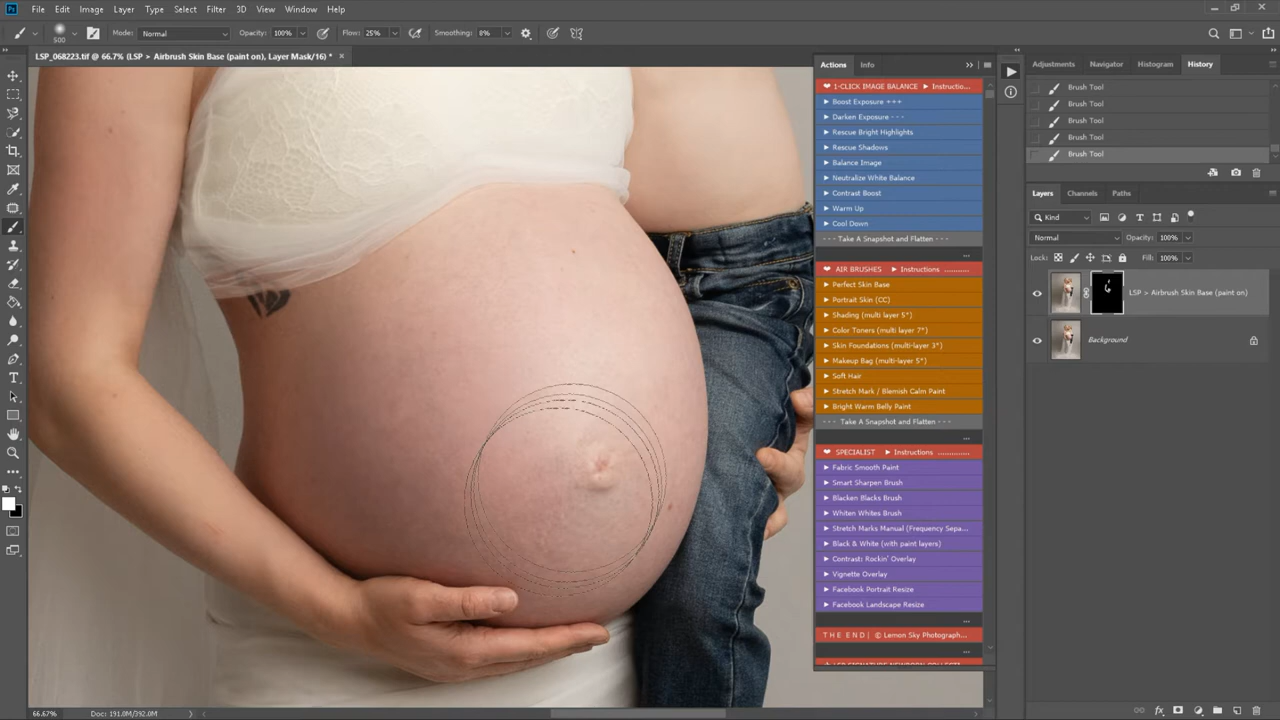 Ps File Edit Image Layer Type Select Filter 3D View Window Help
500 Mode: Normal Opacity: 100% Flow: 25% Smoothing: 8%
LSP_068223.tif @ 66.7% (LSP > Airbrush Skin Base (paint on), Layer Mask/16) * ×
Actions Info
1-CLICK IMAGE BALANCE ► Instructio...
Boost Exposure +++
Darken Exposure - - -
Rescue Bright Highlights
Rescue Shadows
Balance Image
Neutralize White Balance
Contrast Boost
Warm Up
Cool Down
- - - Take A Snapshot and Flatten - - -
...
AIR BRUSHES ► Instructions ...........
Perfect Skin Base
Portrait Skin (CC)
Shading (multi layer 5*)
Color Toners (multi layer 7*)
Skin Foundations (multi-layer 3*)
Makeup Bag (multi-layer 5*)
Soft Hair
Stretch Mark / Blemish Calm Paint
Bright Warm Belly Paint
- - - Take A Snapshot and Flatten - - -
...
SPECIALIST ► Instructions ...............
Fabric Smooth Paint
Smart Sharpen Brush
Blacken Blacks Brush
Whiten Whites Brush
Stretch Marks Manual (Frequency Sepa...
Black & White (with paint layers)
Contrast: Rockin' Overlay
Vignette Overlay
Facebook Portrait Resize
Facebook Landscape Resize
...
T H E E N D | © Lemon Sky Photograph...
...
Adjustments Navigator Histogram History
Brush Tool
Brush Tool
Brush Tool
Brush Tool
Brush Tool
Layers Channels Paths
Kind
Normal Opacity: 100%
Lock: Fill: 100%
LSP > Airbrush Skin Base (paint on)
Background
66.67% Doc: 191.0M/392.0M